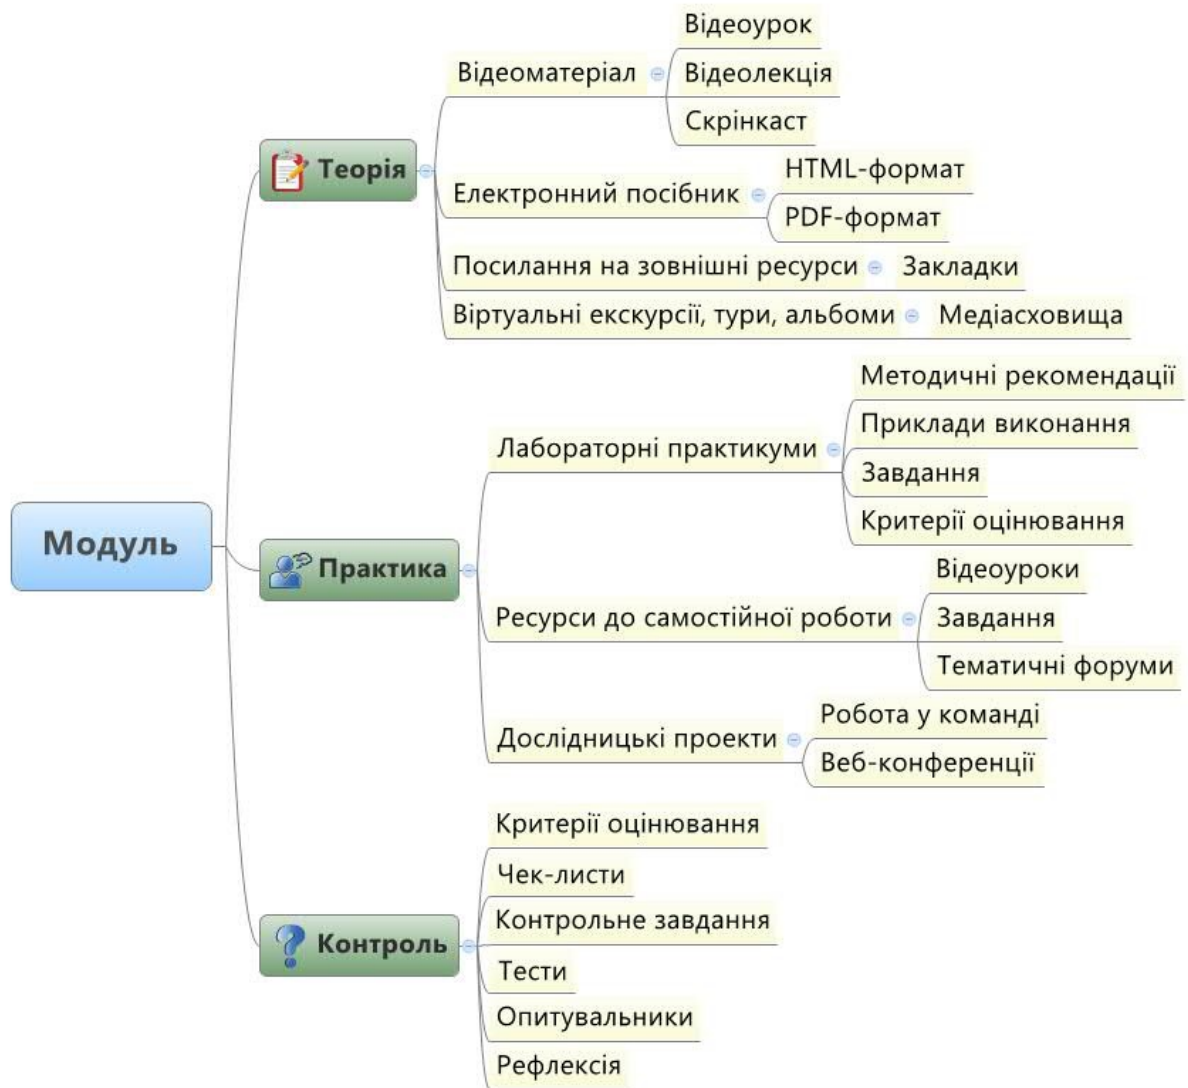 Модуль
Теорія
Відеоматеріал
Відеоурок
Відеолекція
Скрінкаст
Електронний посібник
HTML-формат
PDF-формат
Посилання на зовнішні ресурси
Закладки
Віртуальні екскурсії, тури, альбоми
Медіасховища
Практика
Лабораторні практикуми
Методичні рекомендації
Приклади виконання
Завдання
Критерії оцінювання
Ресурси до самостійної роботи
Відеоуроки
Завдання
Тематичні форуми
Дослідницькі проекти
Робота у команді
Веб-конференції
Контроль
Критерії оцінювання
Чек-листи
Контрольне завдання
Тести
Опитувальники
Рефлексія